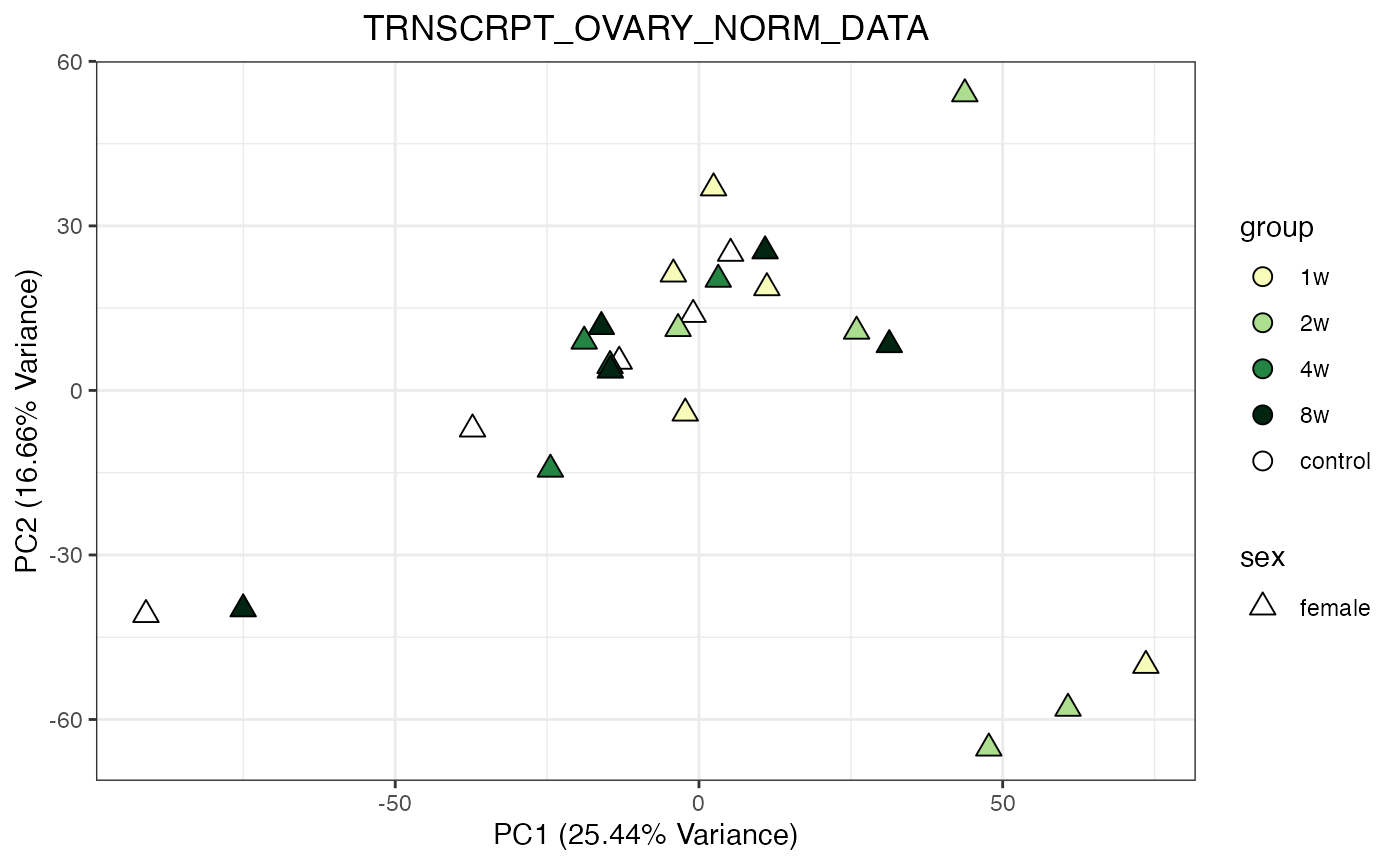 TRNSCRPT_OVARY_NORM_DATA
60
30
0
-30
-60
PC2 (16.66% Variance)
-50
0
50
PC1 (25.44% Variance)
group
1w
2w
4w
8w
control
sex
female